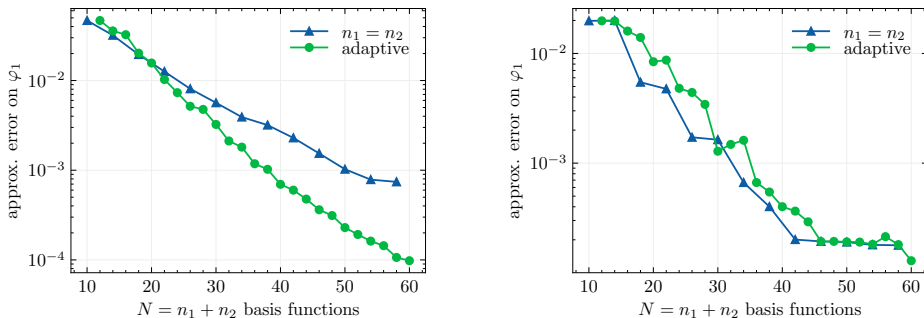 approx. error on φ₁
10⁻²
10⁻³
10⁻⁴
10 20 30 40 50 60
N = n₁ + n₂ basis functions
n₁ = n₂
adaptive
approx. error on φ₁
10⁻²
10⁻³
10 20 30 40 50 60
N = n₁ + n₂ basis functions
n₁ = n₂
adaptive